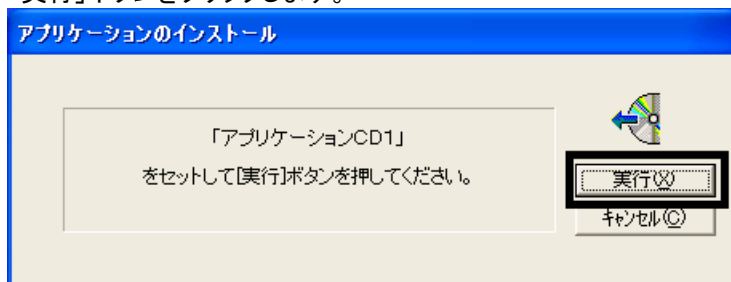 実行」ボタンをクリックします。
アプリケーションのインストール
「アプリケーションCD1」
をセットして[実行]ボタンを押してください。
実行(X)
キャンセル(C)